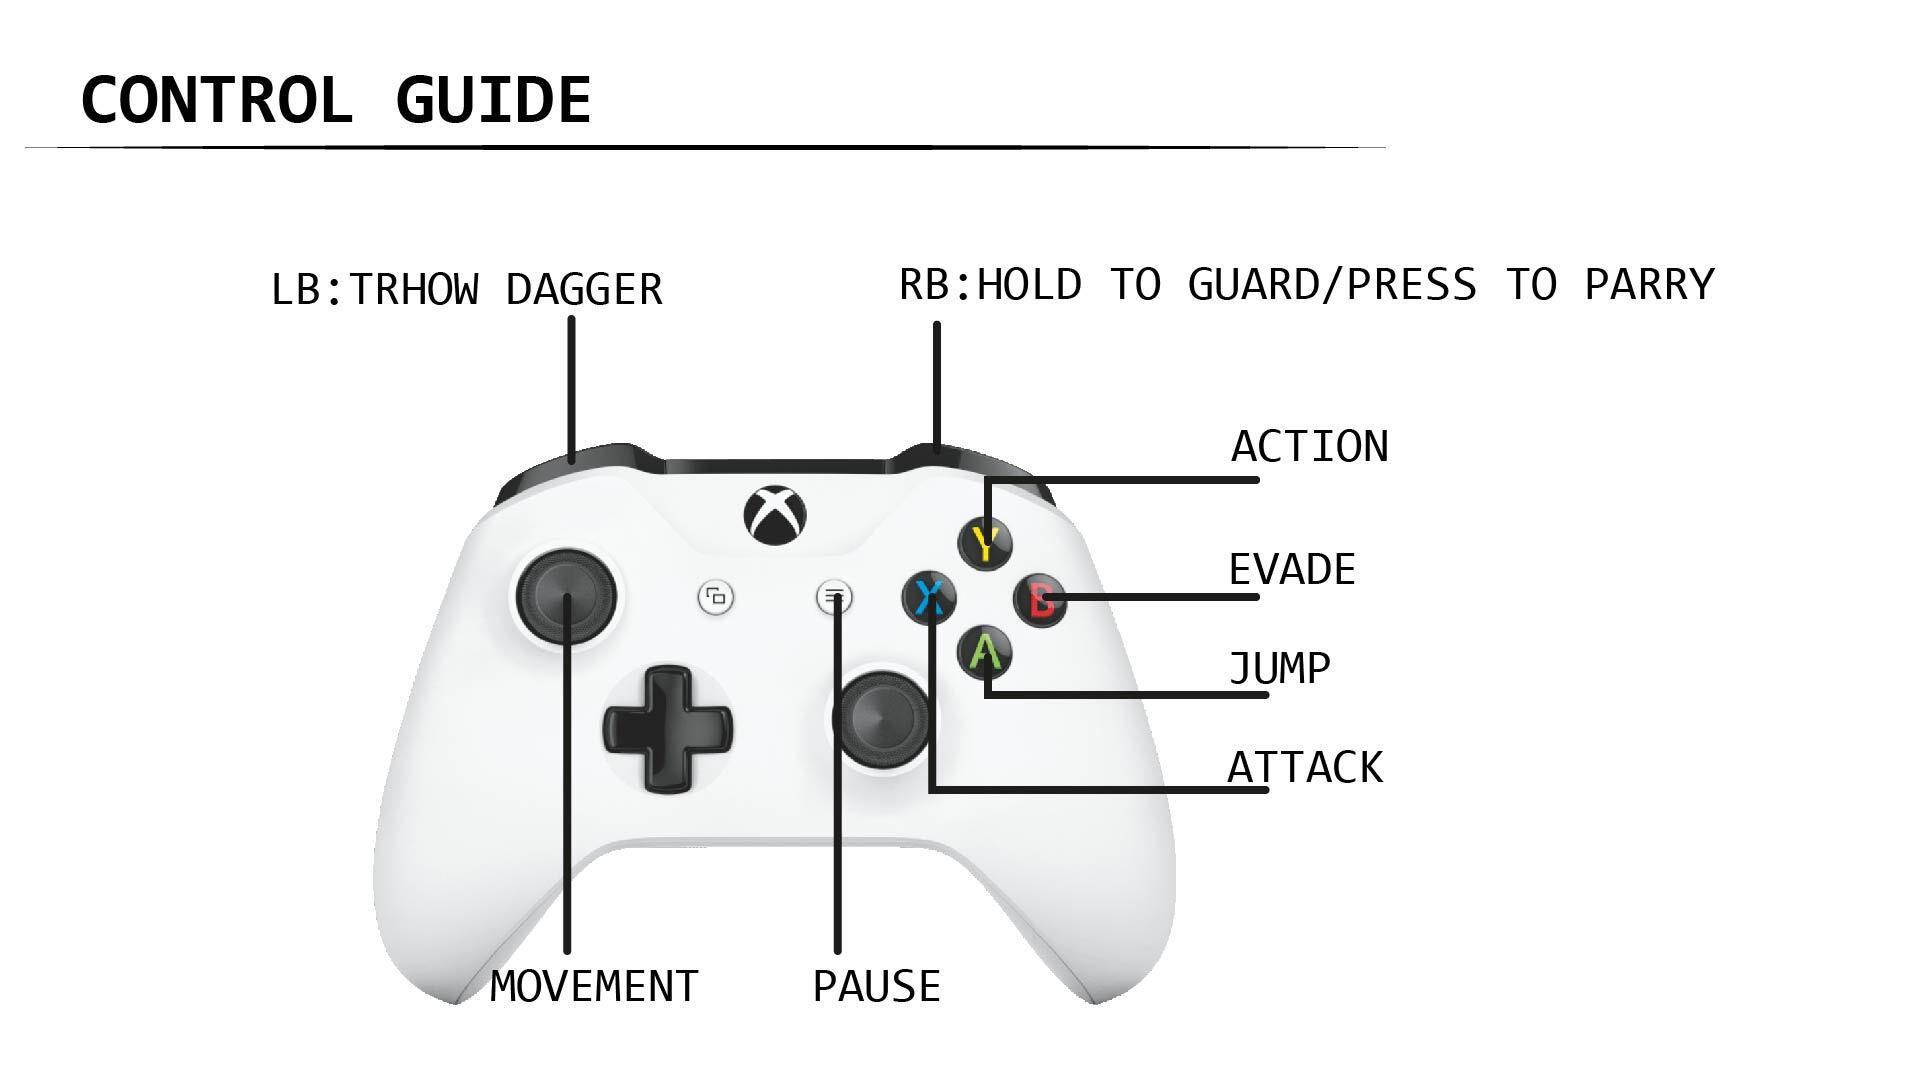 CONTROL GUIDE
LB:TRHOW DAGGER
RB:HOLD TO GUARD/PRESS TO PARRY
ACTION
Y
EVADE
X
B
JUMP
A
ATTACK
MOVEMENT
PAUSE